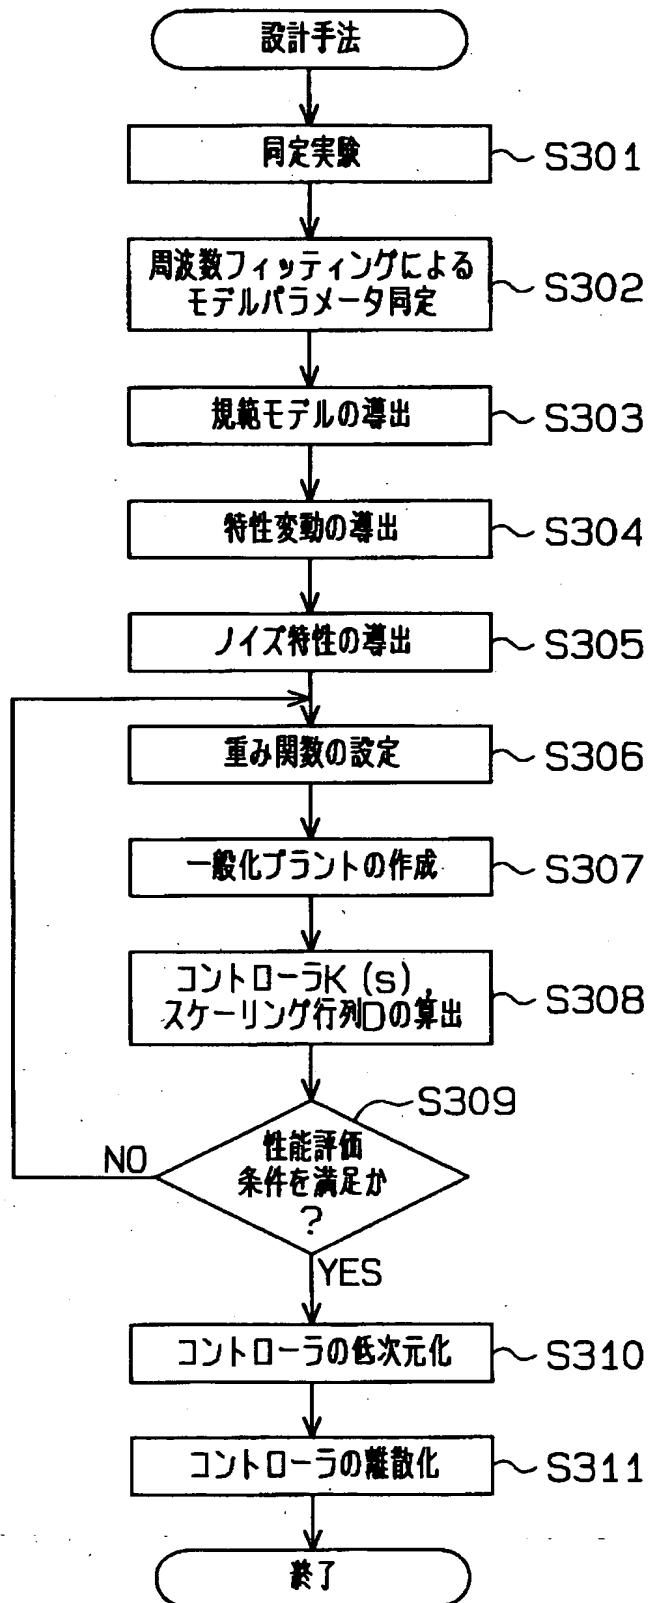 設計手法
同定実験
S301
周波数フィッティングによる
モデルパラメータ同定
S302
規範モデルの導出
S303
特性変動の導出
S304
ノイズ特性の導出
S305
重み関数の設定
S306
一般化プラントの作成
S307
コントローラK(s),
スケーリング行列Dの算出
S308
S309
性能評価
条件を満足か
?
NO
YES
コントローラの低次元化
S310
コントローラの離散化
S311
終了